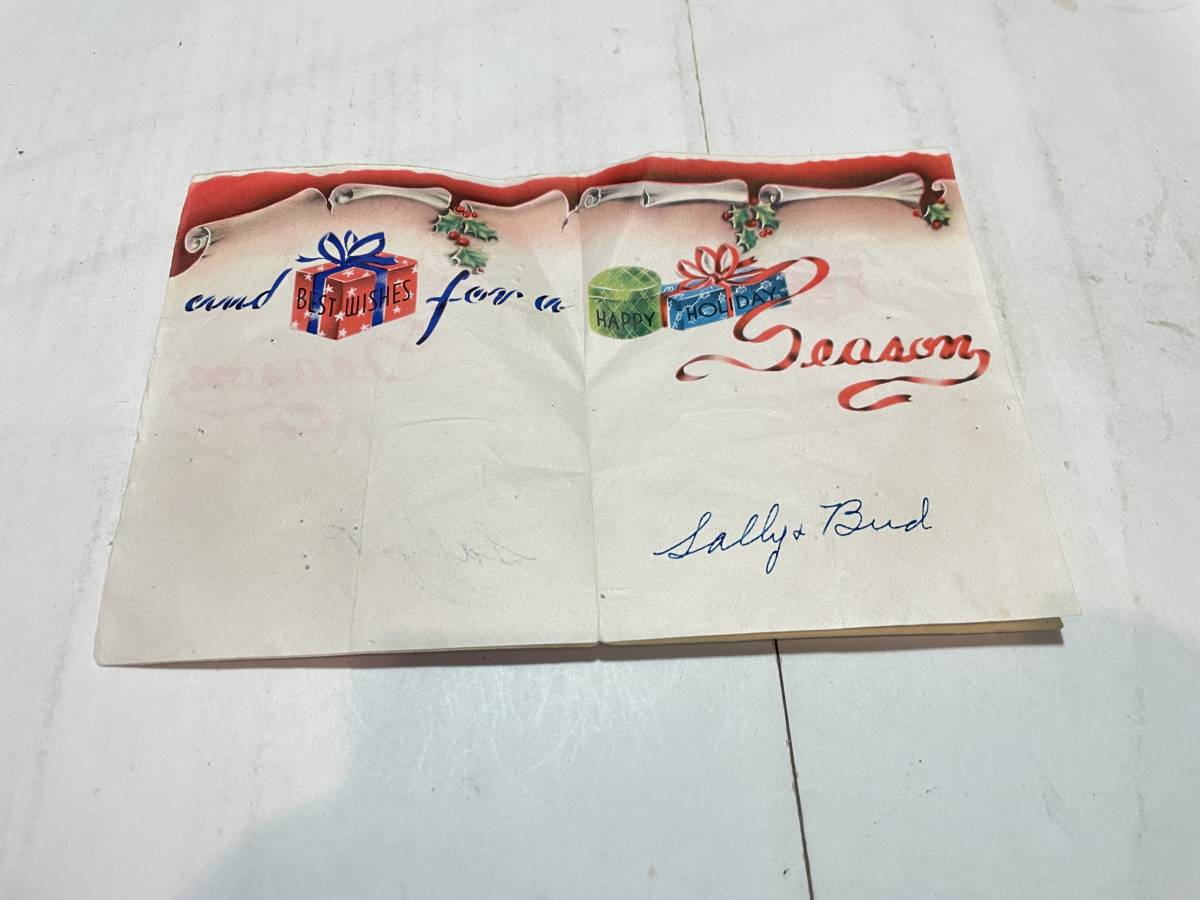 and BEST WISHES for a HAPPY HOLIDAY
Season
Sally & Bud